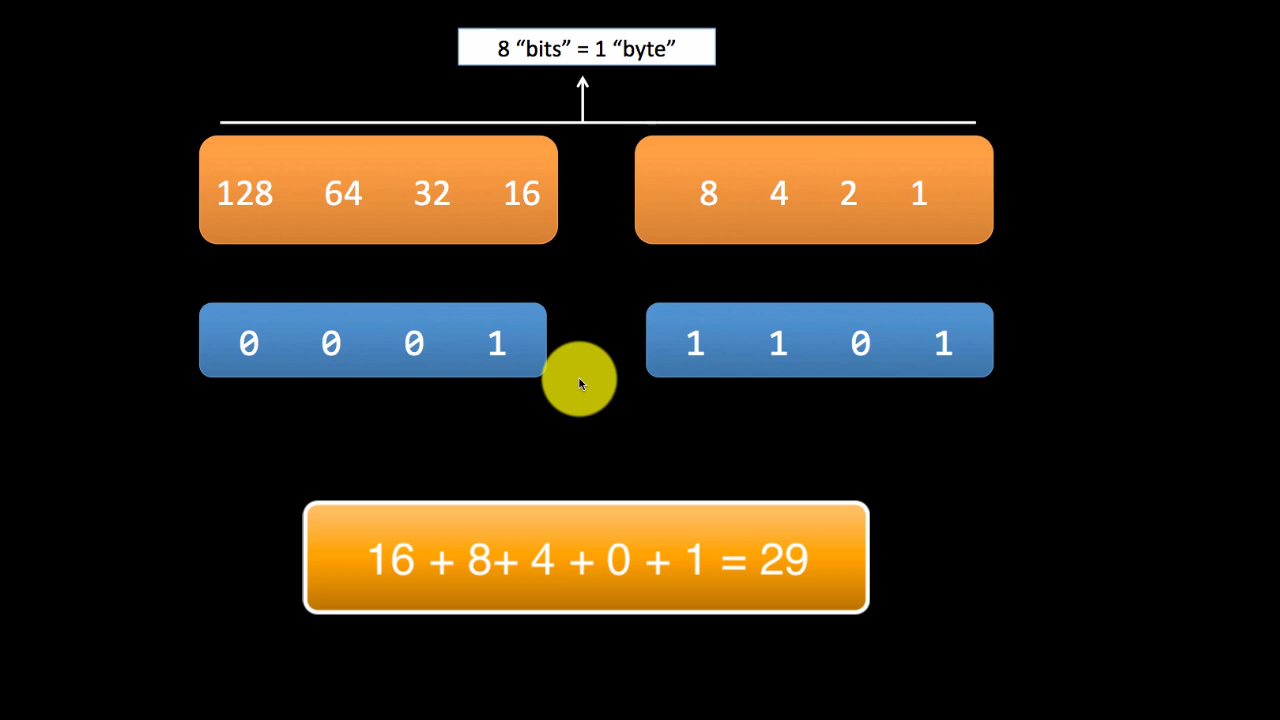 8 “bits” = 1 “byte”
128 64 32 16 8 4 2 1
0 0 0 1 1 1 0 1
16 + 8+ 4 + 0 + 1 = 29